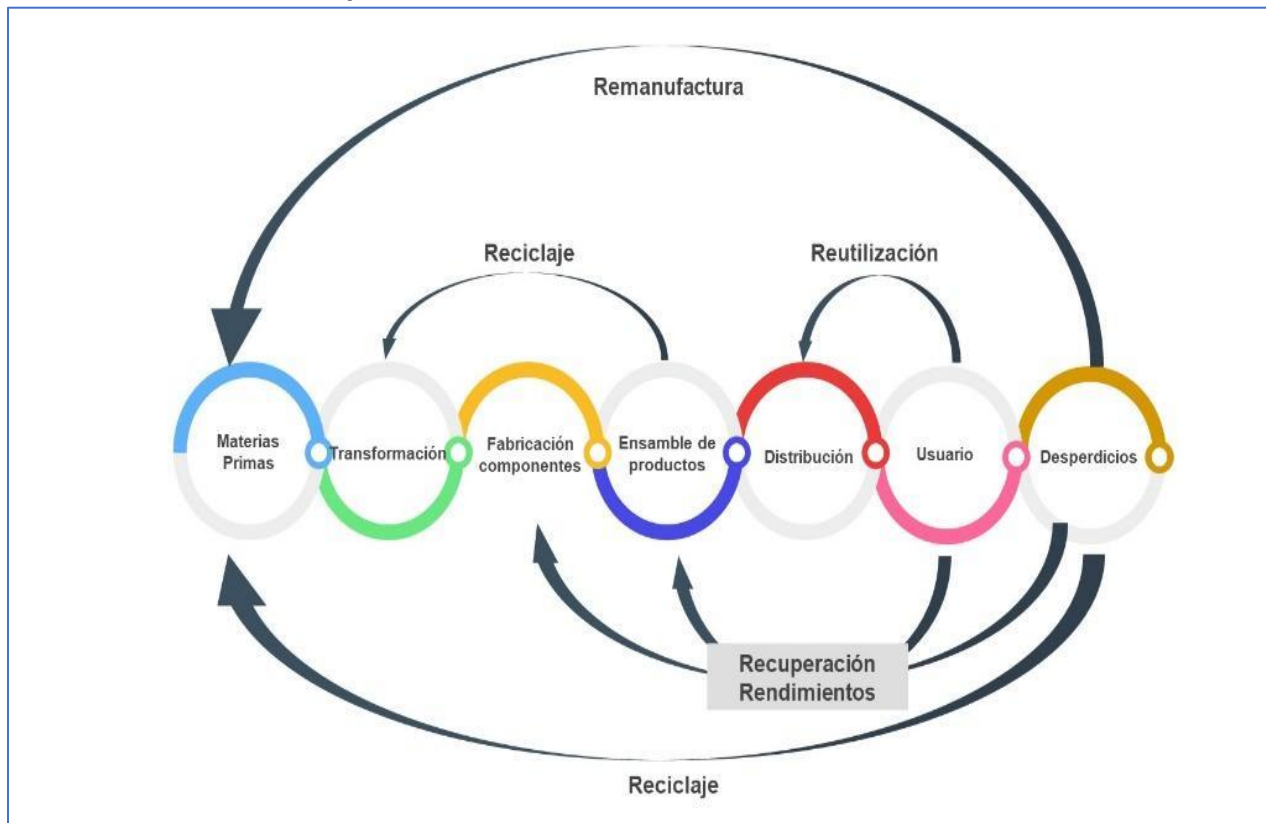 Remanufactura
Reciclaje
Reutilización
Materias
Primas
Transformación
Fabricación
componentes
Ensamble de
productos
Distribución
Usuario
Desperdicios
Recuperación
Rendimientos
Reciclaje